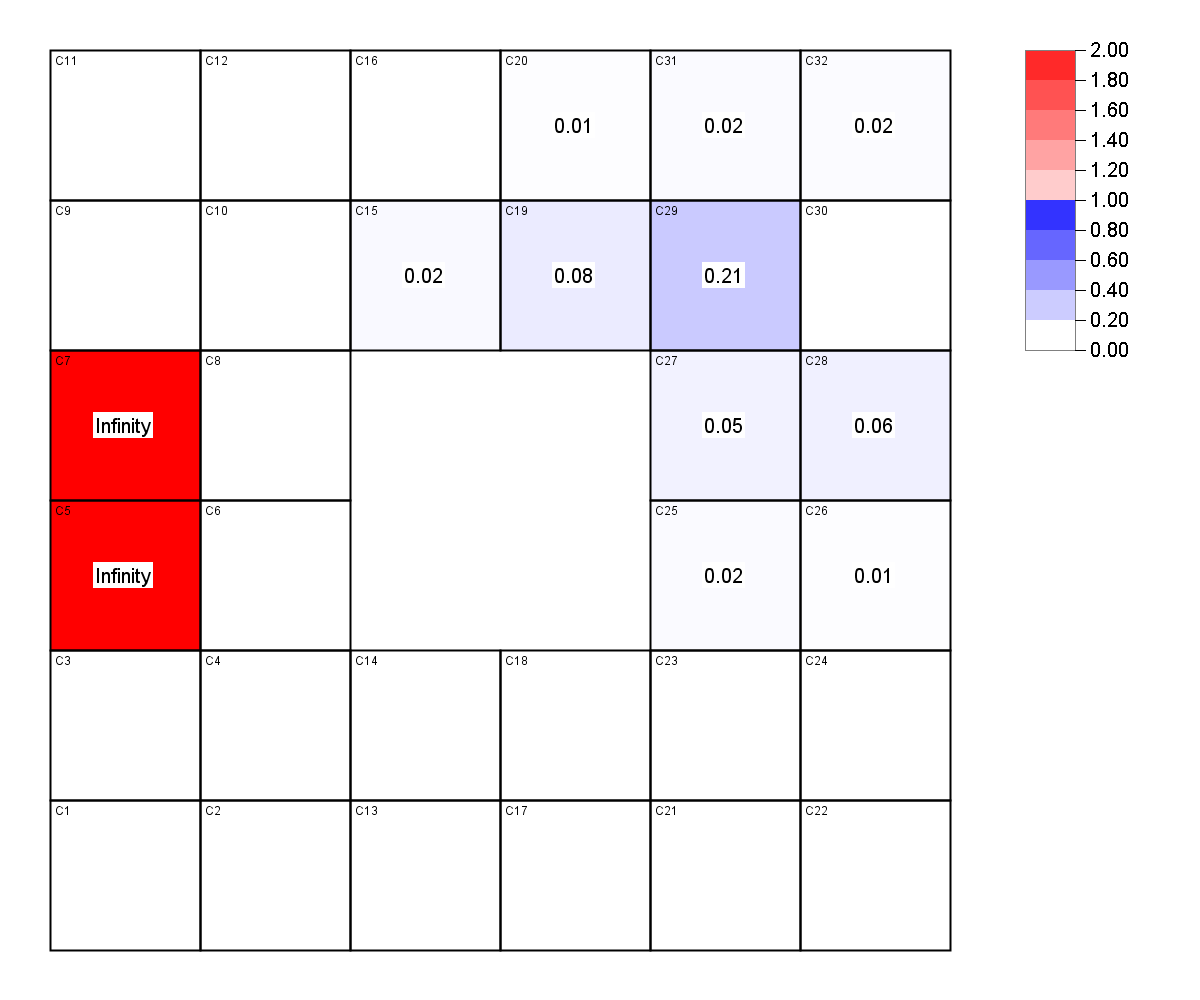 C11 C12 C16 C20 C31 C32
0.01 0.02 0.02
C9 C10 C15 C19 C29 C30
0.02 0.08 0.21
C7 C8 C27 C28
Infinity 0.05 0.06
C5 C6 C25 C26
Infinity 0.02 0.01
C3 C4 C14 C18 C23 C24
C1 C2 C13 C17 C21 C22
2.00
1.80
1.60
1.40
1.20
1.00
0.80
0.60
0.40
0.20
0.00